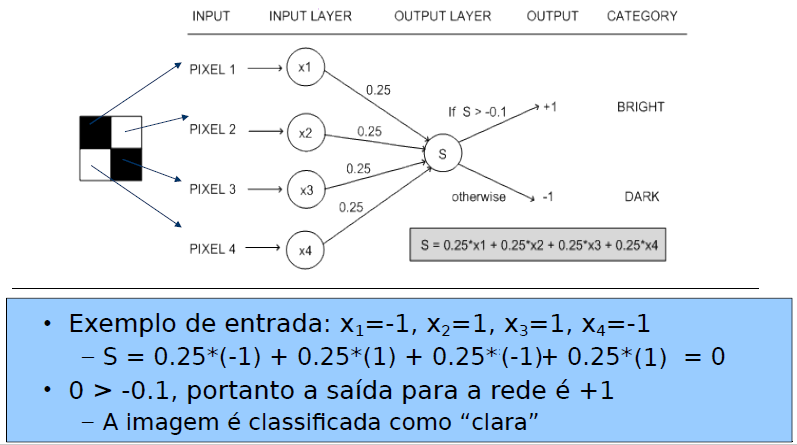 INPUT INPUT LAYER OUTPUT LAYER OUTPUT CATEGORY
PIXEL 1 x1
0.25
If S > -0.1 +1 BRIGHT
PIXEL 2 x2 0.25
S
0.25
PIXEL 3 x3
otherwise -1 DARK
0.25
PIXEL 4 x4
S = 0.25*x1 + 0.25*x2 + 0.25*x3 + 0.25*x4
• Exemplo de entrada: x₁=-1, x₂=1, x₃=1, x₄=-1
– S = 0.25*(-1) + 0.25*(1) + 0.25*(-1)+ 0.25*(1) = 0
• 0 > -0.1, portanto a saída para a rede é +1
– A imagem é classificada como “clara”